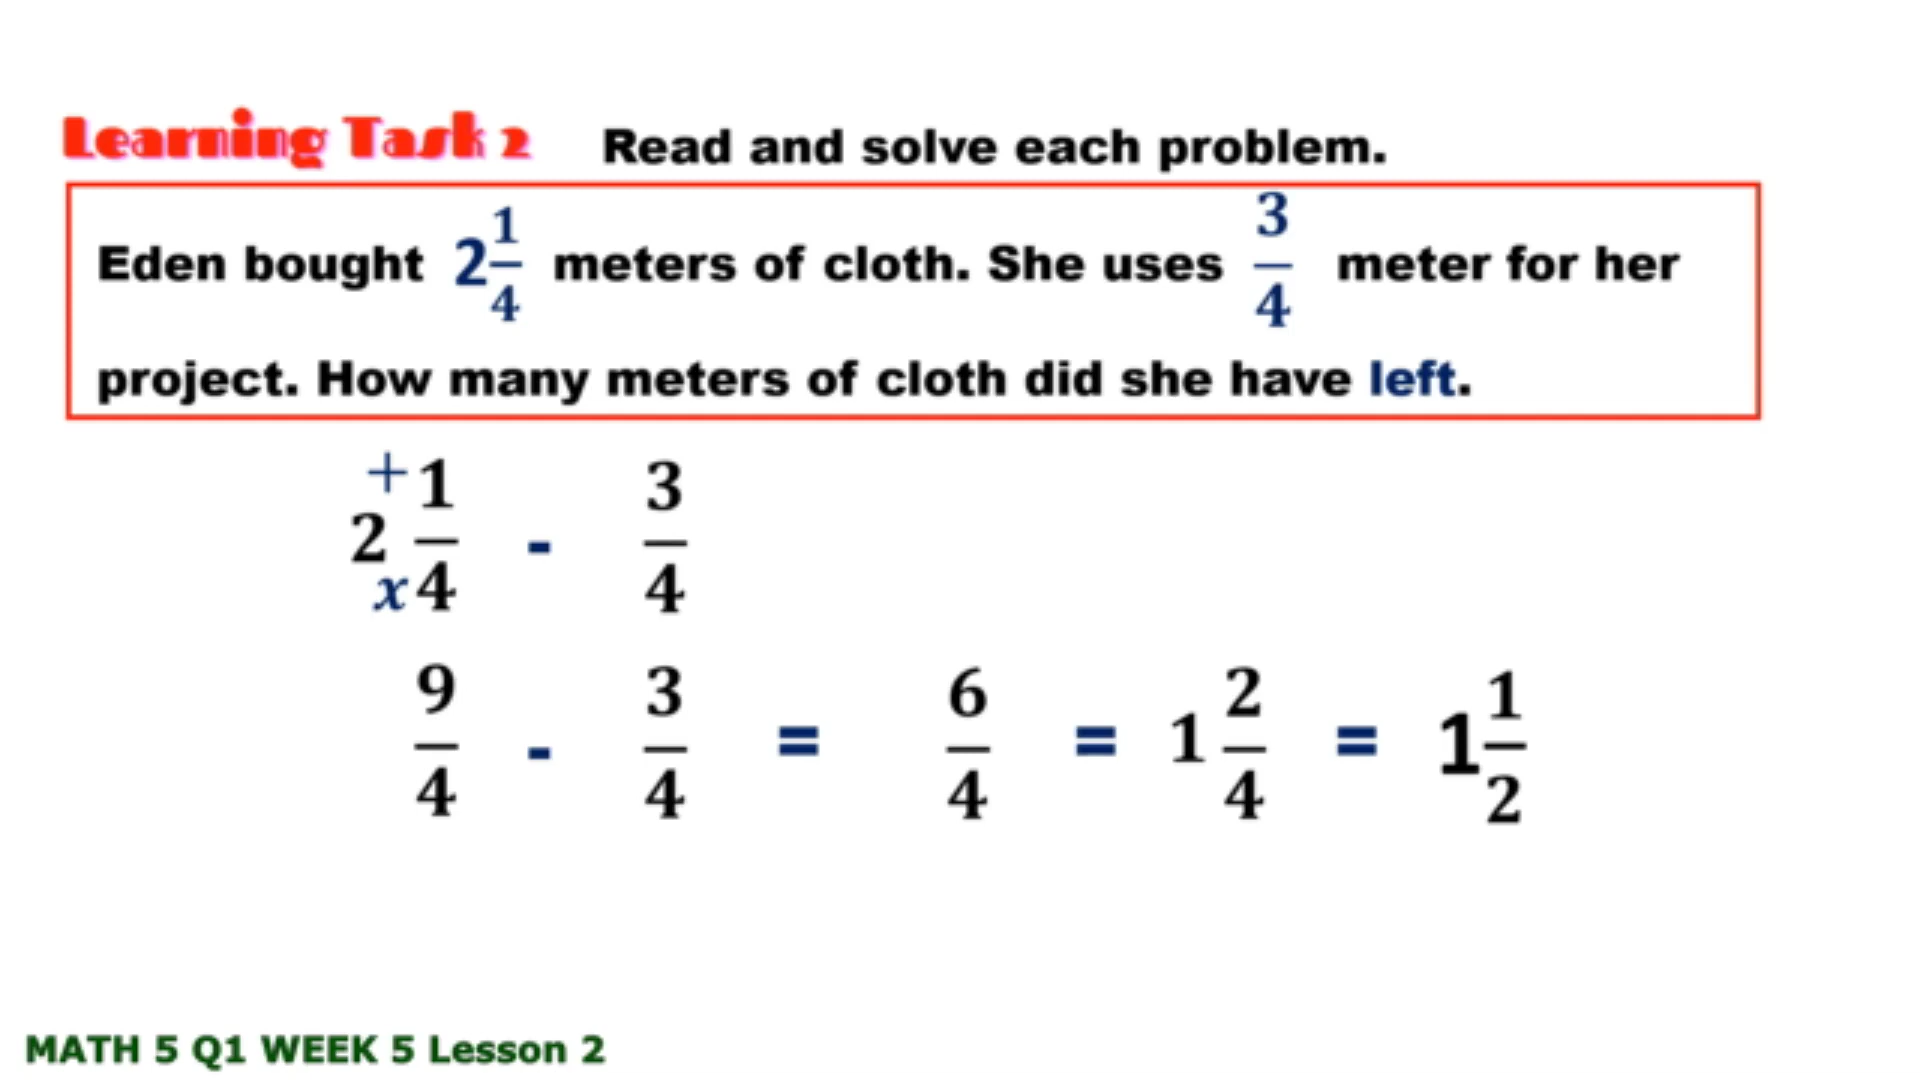 Learning Task 2 Read and solve each problem.
Eden bought 2 1/4 meters of cloth. She uses 3/4 meter for her
project. How many meters of cloth did she have left.
2 + 1/4 x - 3/4
9/4 - 3/4 = 6/4 = 1 2/4 = 1 1/2
MATH 5 Q1 WEEK 5 Lesson 2